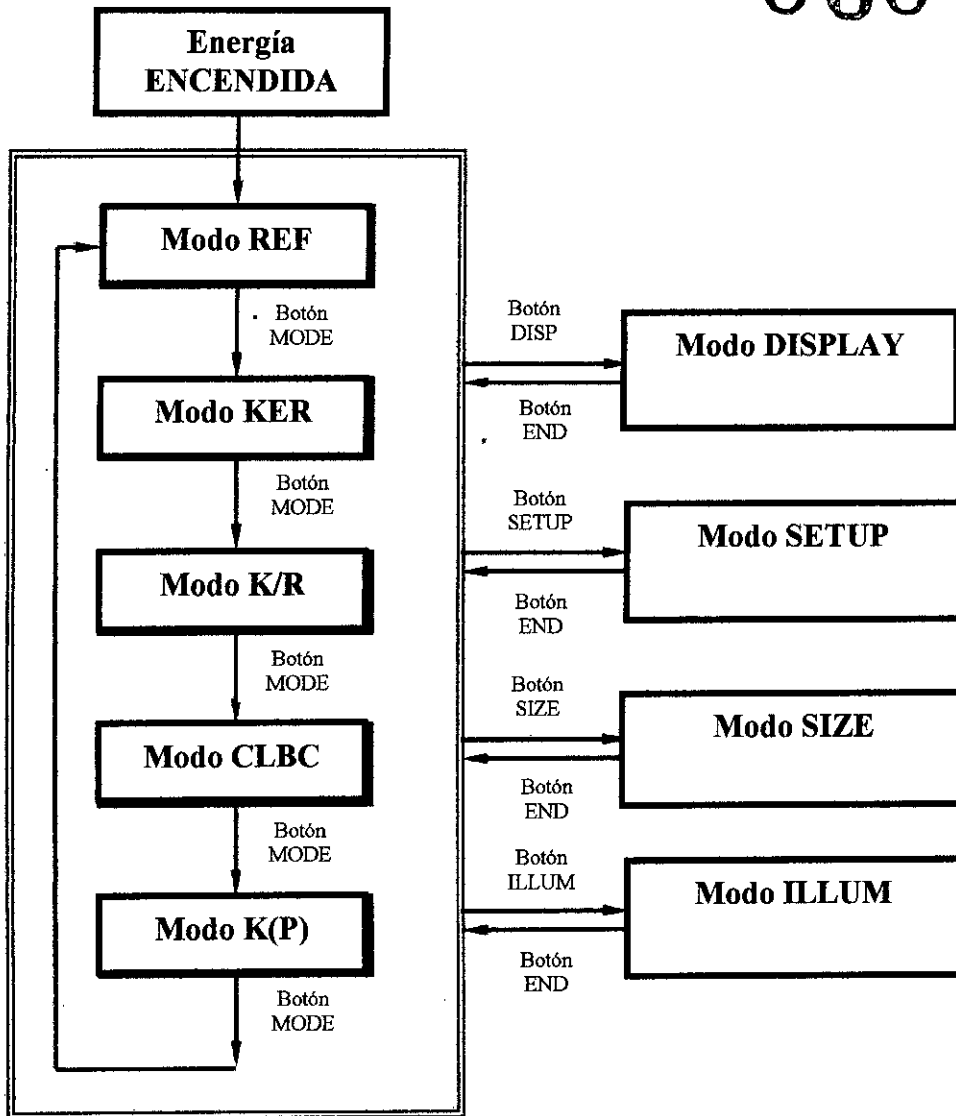 Energía
ENCENDIDA
Modo REF
Botón
MODE
Modo KER
Botón
MODE
Modo K/R
Botón
MODE
Modo CLBC
Botón
MODE
Modo K(P)
Botón
MODE
Botón
DISP
Modo DISPLAY
Botón
END
Botón
SETUP
Modo SETUP
Botón
END
Botón
SIZE
Modo SIZE
Botón
END
Botón
ILLUM
Modo ILLUM
Botón
END